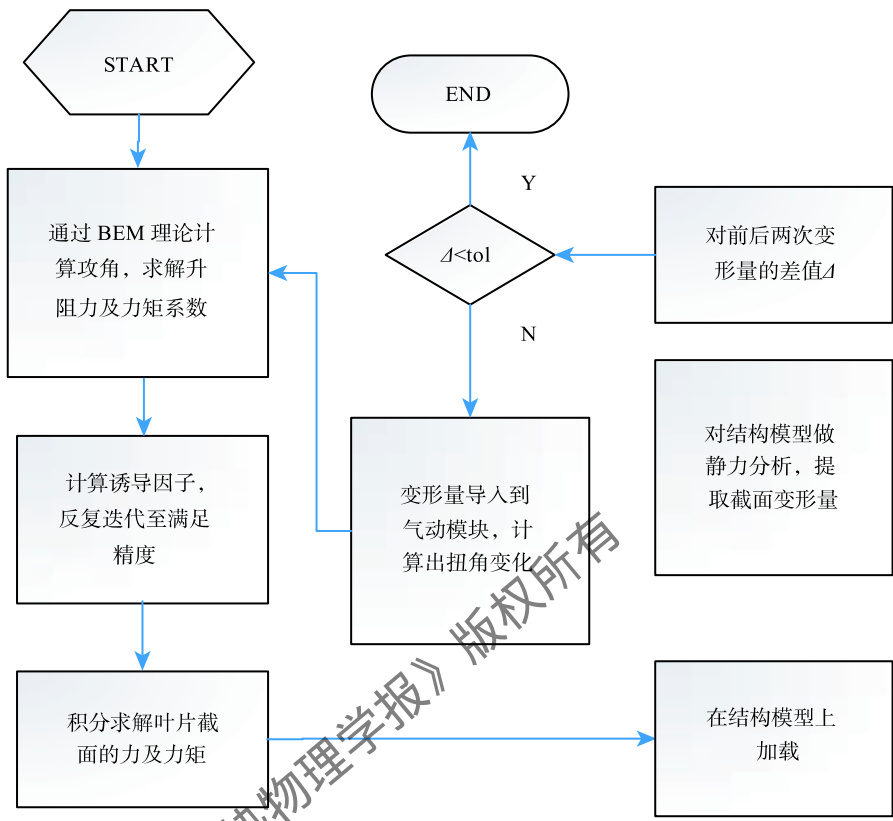 START
通过 BEM 理论计
算攻角，求解升
阻力及力矩系数
计算诱导因子，
反复迭代至满足
精度
积分求解叶片截
面的力及力矩
END
Y
Δ<tol
N
变形量导入到
气动模块，计
算出扭角变化
对前后两次变
形量的差值Δ
对结构模型做
静力分析，提
取截面变形量
在结构模型上
加载
物理学报》版权所有